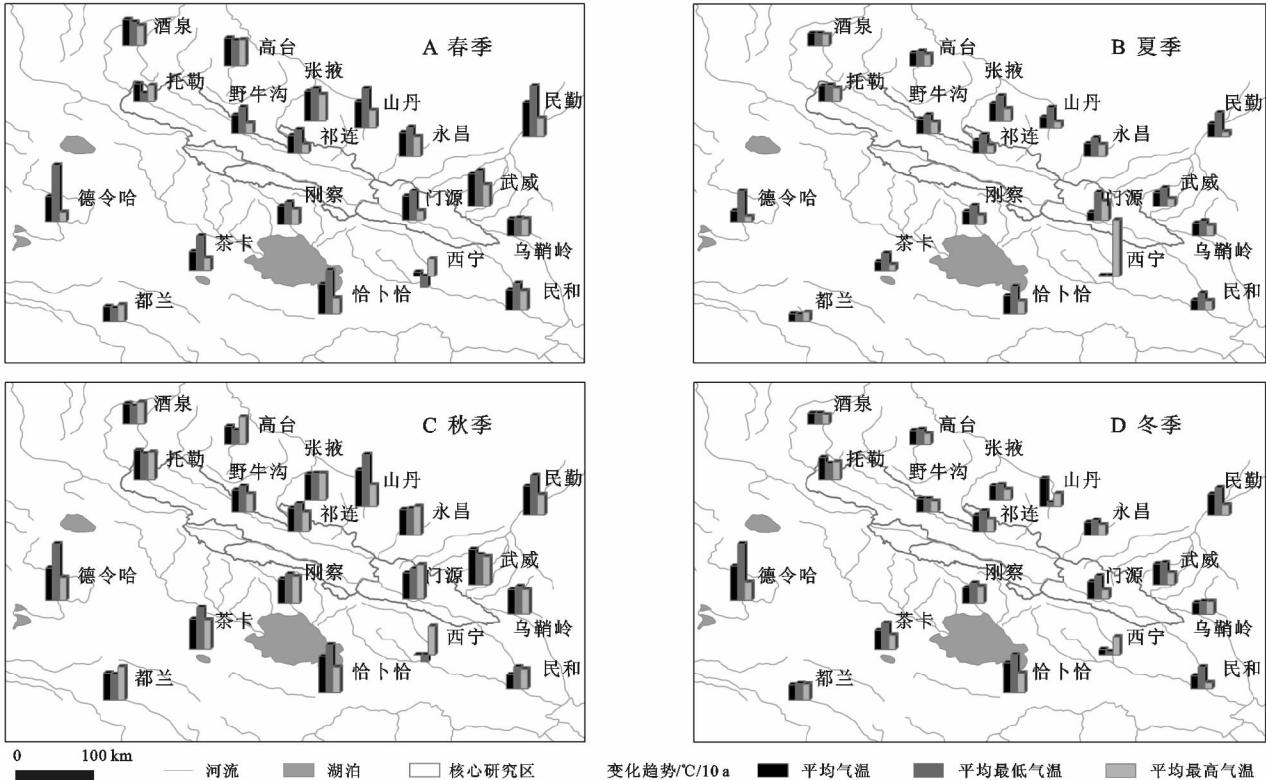 酒泉
高台
A 春季
托勒
野牛沟
张掖
山丹
民勤
祁连
永昌
德令哈
刚察
门源
武威
茶卡
乌鞘岭
西宁
都兰
恰卜恰
民和
酒泉
高台
B 夏季
托勒
野牛沟
张掖
山丹
民勤
祁连
永昌
德令哈
刚察
门源
武威
茶卡
乌鞘岭
西宁
都兰
恰卜恰
民和
酒泉
高台
C 秋季
托勒
野牛沟
张掖
山丹
民勤
祁连
永昌
德令哈
刚察
门源
武威
茶卡
乌鞘岭
西宁
都兰
恰卜恰
民和
酒泉
高台
D 冬季
托勒
野牛沟
张掖
山丹
民勤
祁连
永昌
德令哈
刚察
门源
武威
茶卡
乌鞘岭
西宁
都兰
恰卜恰
民和
0 100 km
河流 湖泊 核心研究区 变化趋势/℃/10 a 平均气温 平均最低气温 平均最高气温